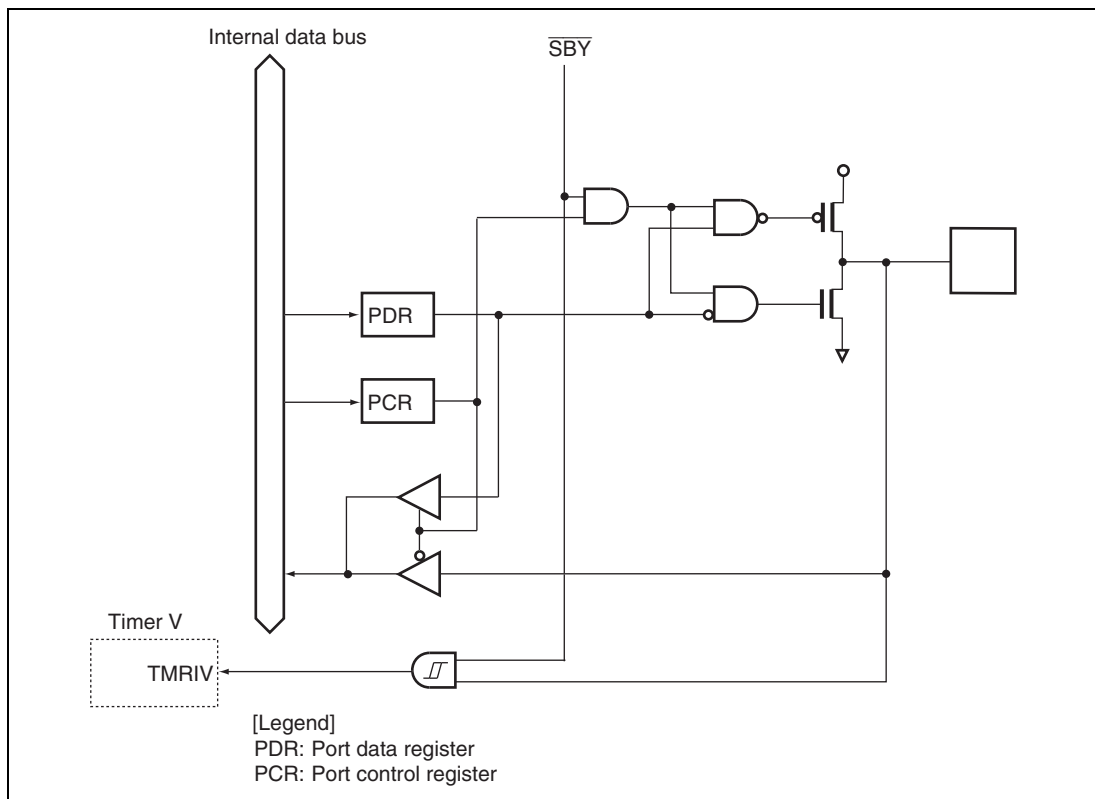 Internal data bus
SBY
PDR
PCR
Timer V
TMRIV
[Legend]
PDR: Port data register
PCR: Port control register